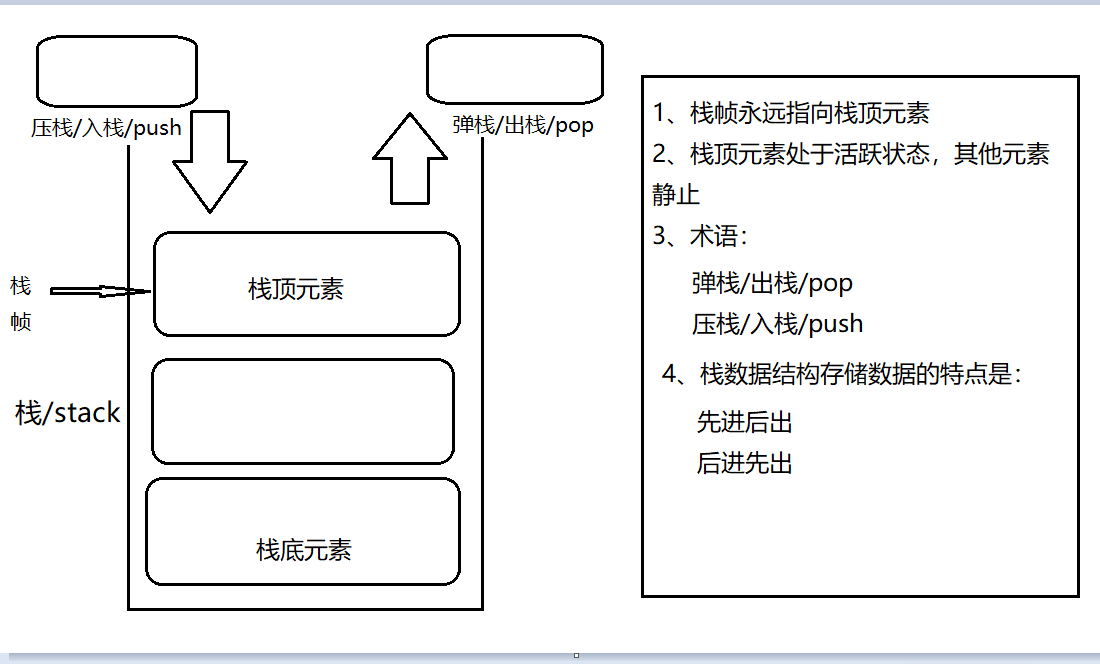 压栈/入栈/push
弹栈/出栈/pop
栈
帧
栈顶元素
栈/stack
栈底元素
1、栈帧永远指向栈顶元素
2、栈顶元素处于活跃状态，其他元素
静止
3、术语：
弹栈/出栈/pop
压栈/入栈/push
4、栈数据结构存储数据的特点是：
先进后出
后进先出